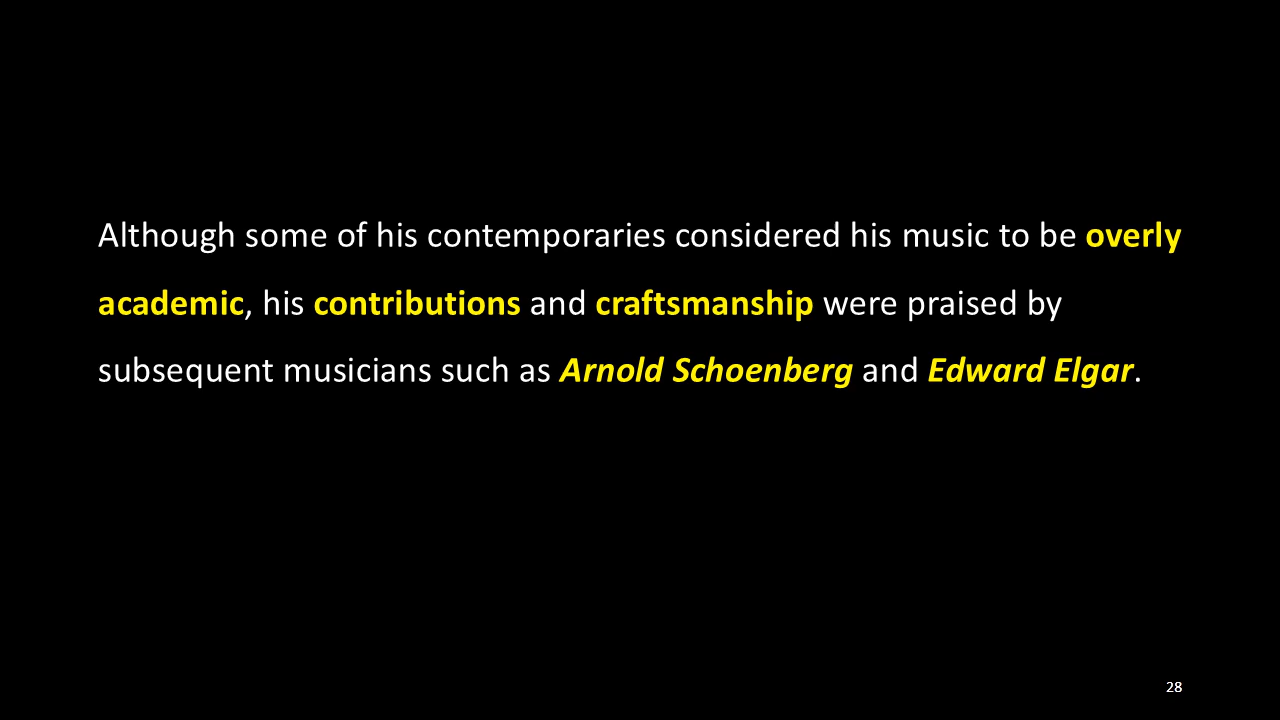 Although some of his contemporaries considered his music to be overly
academic, his contributions and craftsmanship were praised by
subsequent musicians such as Arnold Schoenberg and Edward Elgar.
28